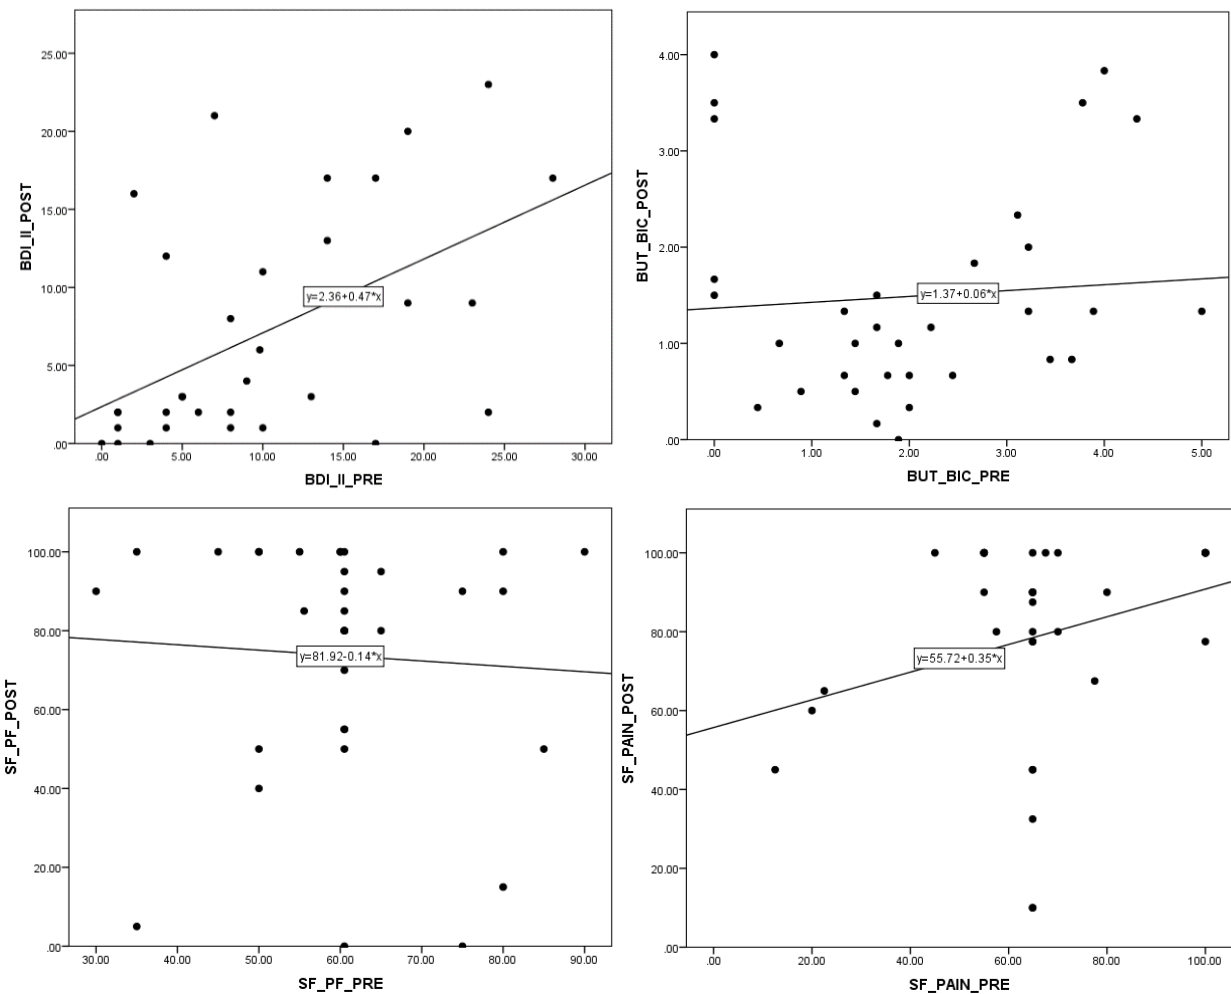 25.00
20.00
15.00
10.00
5.00
.00
BDI_II_POST
y=2.36+0.47*x
.00 5.00 10.00 15.00 20.00 25.00 30.00
BDI_II_PRE
4.00
3.00
2.00
1.00
.00
BUT_BIC_POST
y=1.37+0.06*x
.00 1.00 2.00 3.00 4.00 5.00
BUT_BIC_PRE
100.00
80.00
60.00
40.00
20.00
.00
SF_PF_POST
y=81.92-0.14*x
30.00 40.00 50.00 60.00 70.00 80.00 90.00
SF_PF_PRE
100.00
80.00
60.00
40.00
20.00
.00
SF_PAIN_POST
y=55.72+0.35*x
.00 20.00 40.00 60.00 80.00 100.00
SF_PAIN_PRE